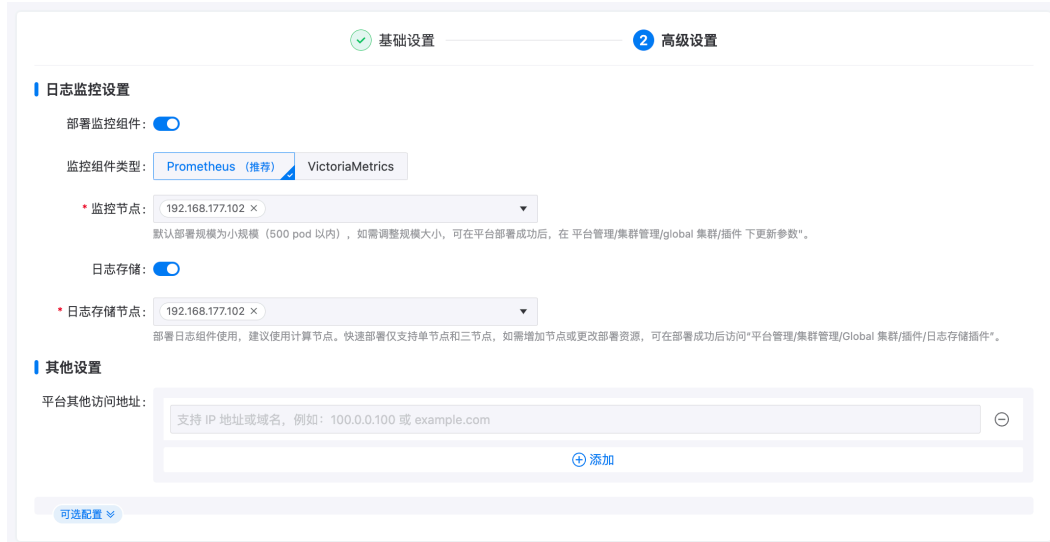 基础设置
2 高级设置
日志监控设置
部署监控组件：
监控组件类型： Prometheus （推荐） VictoriaMetrics
* 监控节点： 192.168.177.102 ×
默认部署规模为小规模（500 pod 以内），如需调整规模大小，可在平台部署成功后，在 平台管理/集群管理/global 集群/插件 下更新参数"。
日志存储：
* 日志存储节点： 192.168.177.102 ×
部署日志组件使用，建议使用计算节点。快速部署仅支持单节点和三节点，如需增加节点或更改部署资源，可在部署成功后访问“平台管理/集群管理/Global 集群/插件/日志存储插件”。
其他设置
平台其他访问地址：
支持 IP 地址或域名，例如：100.0.0.100 或 example.com
添加
可选配置